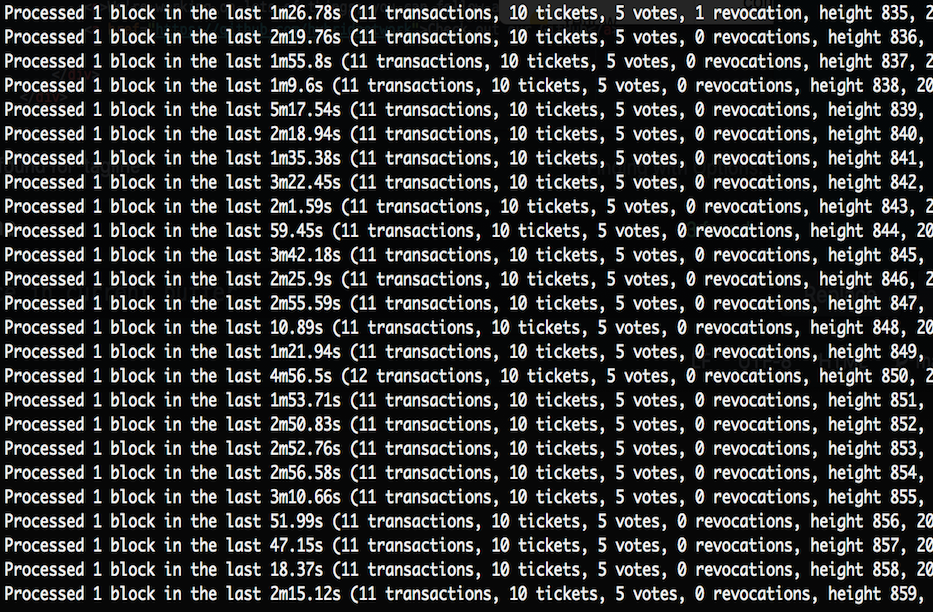 Processed 1 block in the last 1m26.78s (11 transactions, 10 tickets, 5 votes, 1 revocation, height 835, 2
Processed 1 block in the last 2m19.76s (11 transactions, 10 tickets, 5 votes, 0 revocations, height 836,
Processed 1 block in the last 1m55.8s (11 transactions, 10 tickets, 5 votes, 0 revocations, height 837, 2
Processed 1 block in the last 1m9.6s (11 transactions, 10 tickets, 5 votes, 0 revocations, height 838, 20
Processed 1 block in the last 5m17.54s (11 transactions, 10 tickets, 5 votes, 0 revocations, height 839,
Processed 1 block in the last 2m18.94s (11 transactions, 10 tickets, 5 votes, 0 revocations, height 840,
Processed 1 block in the last 1m35.38s (11 transactions, 10 tickets, 5 votes, 0 revocations, height 841,
Processed 1 block in the last 3m22.45s (11 transactions, 10 tickets, 5 votes, 0 revocations, height 842,
Processed 1 block in the last 2m1.59s (11 transactions, 10 tickets, 5 votes, 0 revocations, height 843, 2
Processed 1 block in the last 59.45s (11 transactions, 10 tickets, 5 votes, 0 revocations, height 844, 20
Processed 1 block in the last 3m42.18s (11 transactions, 10 tickets, 5 votes, 0 revocations, height 845,
Processed 1 block in the last 2m25.9s (11 transactions, 10 tickets, 5 votes, 0 revocations, height 846, 2
Processed 1 block in the last 2m55.59s (11 transactions, 10 tickets, 5 votes, 0 revocations, height 847,
Processed 1 block in the last 10.89s (11 transactions, 10 tickets, 5 votes, 0 revocations, height 848, 20
Processed 1 block in the last 1m21.94s (11 transactions, 10 tickets, 5 votes, 0 revocations, height 849,
Processed 1 block in the last 4m56.5s (12 transactions, 10 tickets, 5 votes, 0 revocations, height 850, 2
Processed 1 block in the last 1m53.71s (11 transactions, 10 tickets, 5 votes, 0 revocations, height 851,
Processed 1 block in the last 2m50.83s (11 transactions, 10 tickets, 5 votes, 0 revocations, height 852,
Processed 1 block in the last 2m52.76s (11 transactions, 10 tickets, 5 votes, 0 revocations, height 853,
Processed 1 block in the last 2m56.58s (11 transactions, 10 tickets, 5 votes, 0 revocations, height 854,
Processed 1 block in the last 3m10.66s (11 transactions, 10 tickets, 5 votes, 0 revocations, height 855,
Processed 1 block in the last 51.99s (11 transactions, 10 tickets, 5 votes, 0 revocations, height 856, 20
Processed 1 block in the last 47.15s (11 transactions, 10 tickets, 5 votes, 0 revocations, height 857, 20
Processed 1 block in the last 18.37s (11 transactions, 10 tickets, 5 votes, 0 revocations, height 858, 20
Processed 1 block in the last 2m15.12s (11 transactions, 10 tickets, 5 votes, 0 revocations, height 859,